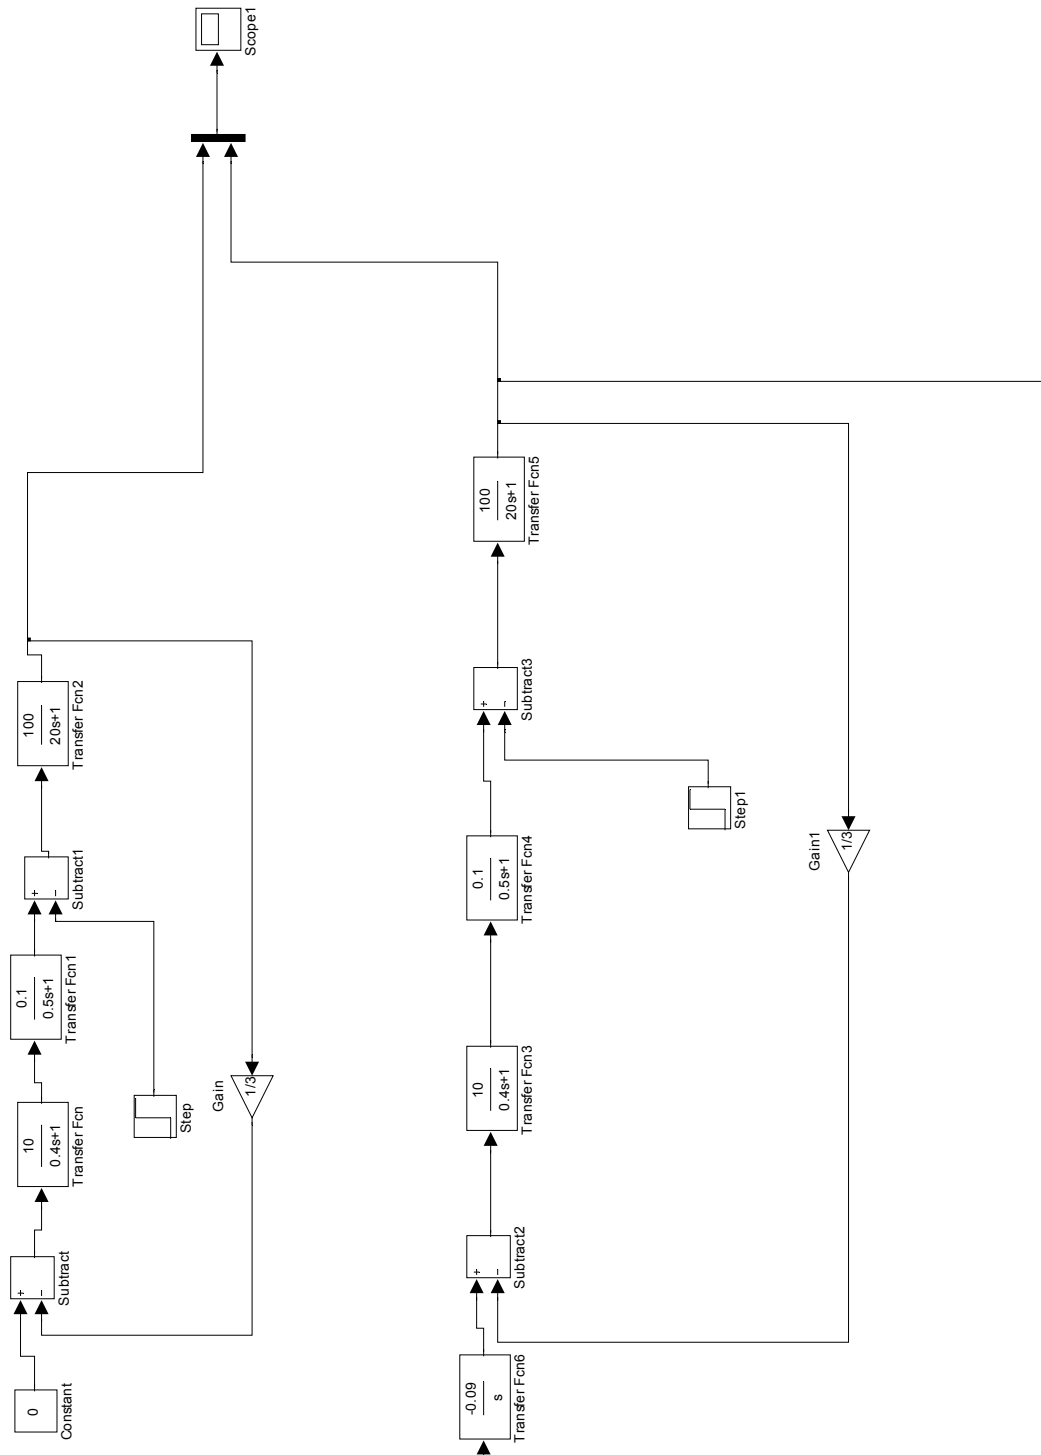 Scope1
100
20s+1
Transfer Fcn2
+
-
Subtract1
0.1
0.5s+1
Transfer Fcn1
Step
1/3
Gain
10
0.4s+1
Transfer Fcn
+
-
Subtract
0
Constant
100
20s+1
Transfer Fcn5
+
-
Subtract3
Step1
0.1
0.5s+1
Transfer Fcn4
1/3
Gain1
10
0.4s+1
Transfer Fcn3
+
-
Subtract2
-0.09
s
Transfer Fcn6